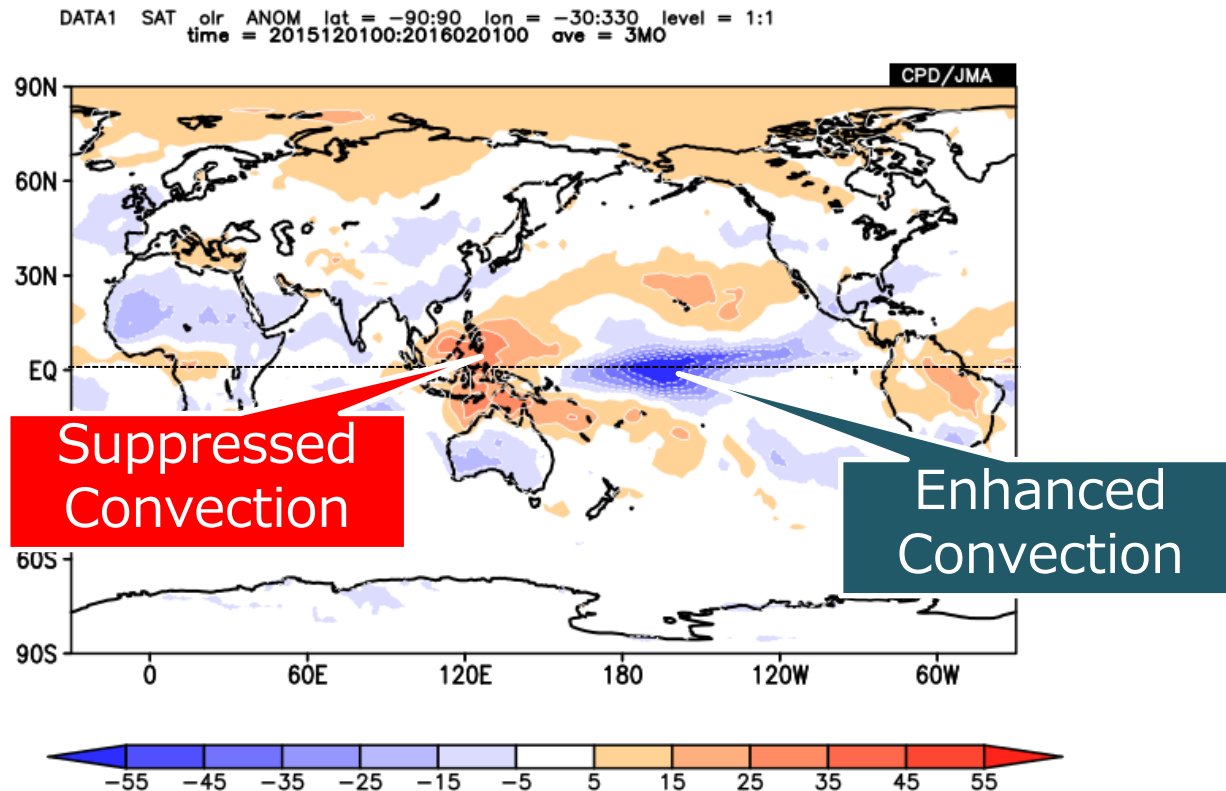 DATA1 SAT olr ANOM lat = -90:90 lon = -30:330 level = 1:1
time = 2015120100:2016020100 ave = 3MO
CPD/JMA
90N
60N
30N
EQ
Suppressed
Convection
Enhanced
Convection
60S
90S
0 60E 120E 180 120W 60W
-55 -45 -35 -25 -15 -5 5 15 25 35 45 55